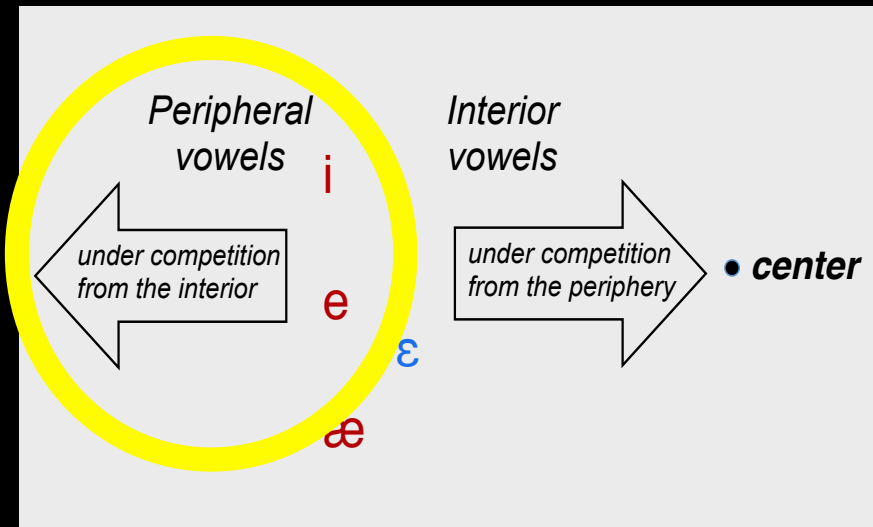 Peripheral
vowels
Interior
vowels
i
under competition
from the interior
under competition
from the periphery
• center
e
ɛ
æ